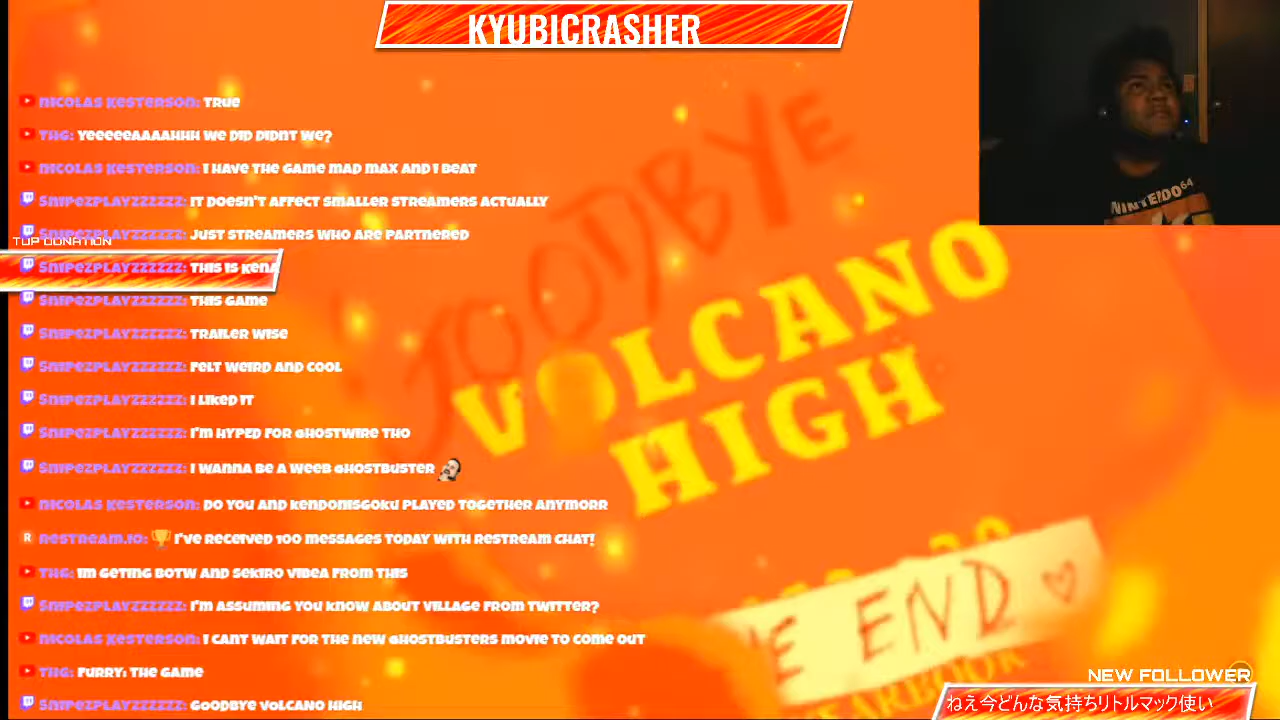 KYUBICRASHER
NICOLAS KESTERSON: TRUE
THG: YEEEEEAAAAHHH WE DID DIDNT WE?
NICOLAS KESTERSON: I HAVE THE GAME MAD MAX AND I BEAT
SNIPEZPLAYZZZZZZ: IT DOESN'T AFFECT SMALLER STREAMERS ACTUALLY
SNIPEZPLAYZZZZZZ: JUST STREAMERS WHO ARE PARTNERED
TOP DONATION
SNIPEZPLAYZZZZZZ: THIS IS KENA
SNIPEZPLAYZZZZZZ: THIS GAME
SNIPEZPLAYZZZZZZ: TRAILER WISE
SNIPEZPLAYZZZZZZ: FELT WEIRD AND COOL
SNIPEZPLAYZZZZZZ: I LIKED IT
SNIPEZPLAYZZZZZZ: I'M HYPED FOR GHOSTWIRE THO
SNIPEZPLAYZZZZZZ: I WANNA BE A WEEB GHOSTBUSTER
NICOLAS KESTERSON: DO YOU AND KENDONISGOKU PLAYED TOGETHER ANYMORR
RESTREAM.IO: 🏆 I'VE RECEIVED 100 MESSAGES TODAY WITH RESTREAM CHAT!
THG: IM GETING BOTW AND SEKIRO VIBEA FROM THIS
SNIPEZPLAYZZZZZZ: I'M ASSUMING YOU KNOW ABOUT VILLAGE FROM TWITTER?
NICOLAS KESTERSON: I CANT WAIT FOR THE NEW GHOSTBUSTERS MOVIE TO COME OUT
THG: FURRY: THE GAME
SNIPEZPLAYZZZZZZ: GOODBYE VOLCANO HIGH
GOODBYE
VOLCANO
HIGH
END ♡
NINTENDO64
NEW FOLLOWER
ねえ今どんな気持ちリトルマック使い